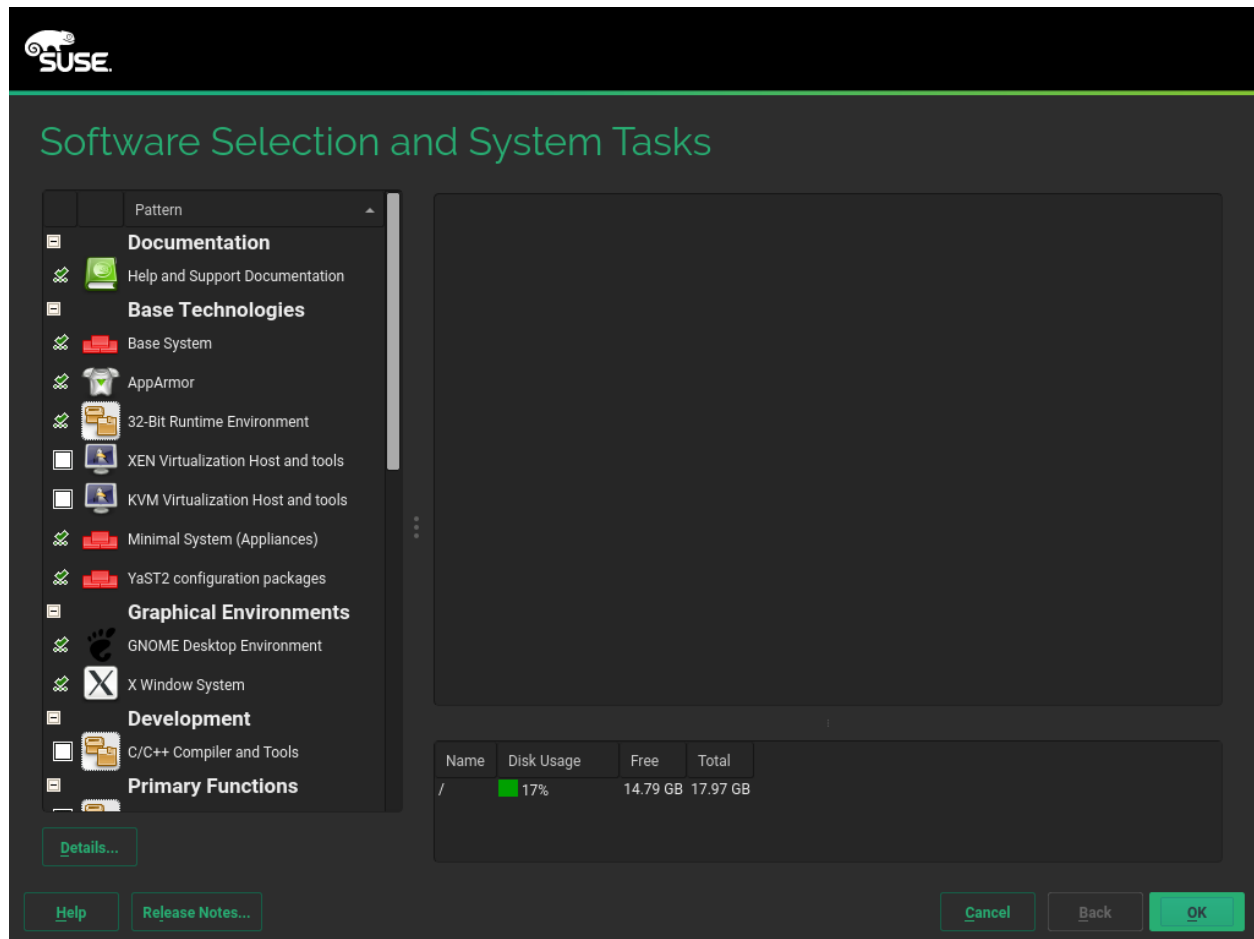 SUSE.
Software Selection and System Tasks
Pattern
Documentation
Help and Support Documentation
Base Technologies
Base System
AppArmor
32-Bit Runtime Environment
XEN Virtualization Host and tools
KVM Virtualization Host and tools
Minimal System (Appliances)
YaST2 configuration packages
Graphical Environments
GNOME Desktop Environment
X Window System
Development
C/C++ Compiler and Tools
Primary Functions
Name Disk Usage Free Total
/ 17% 14.79 GB 17.97 GB
Details...
Help Release Notes... Cancel Back OK